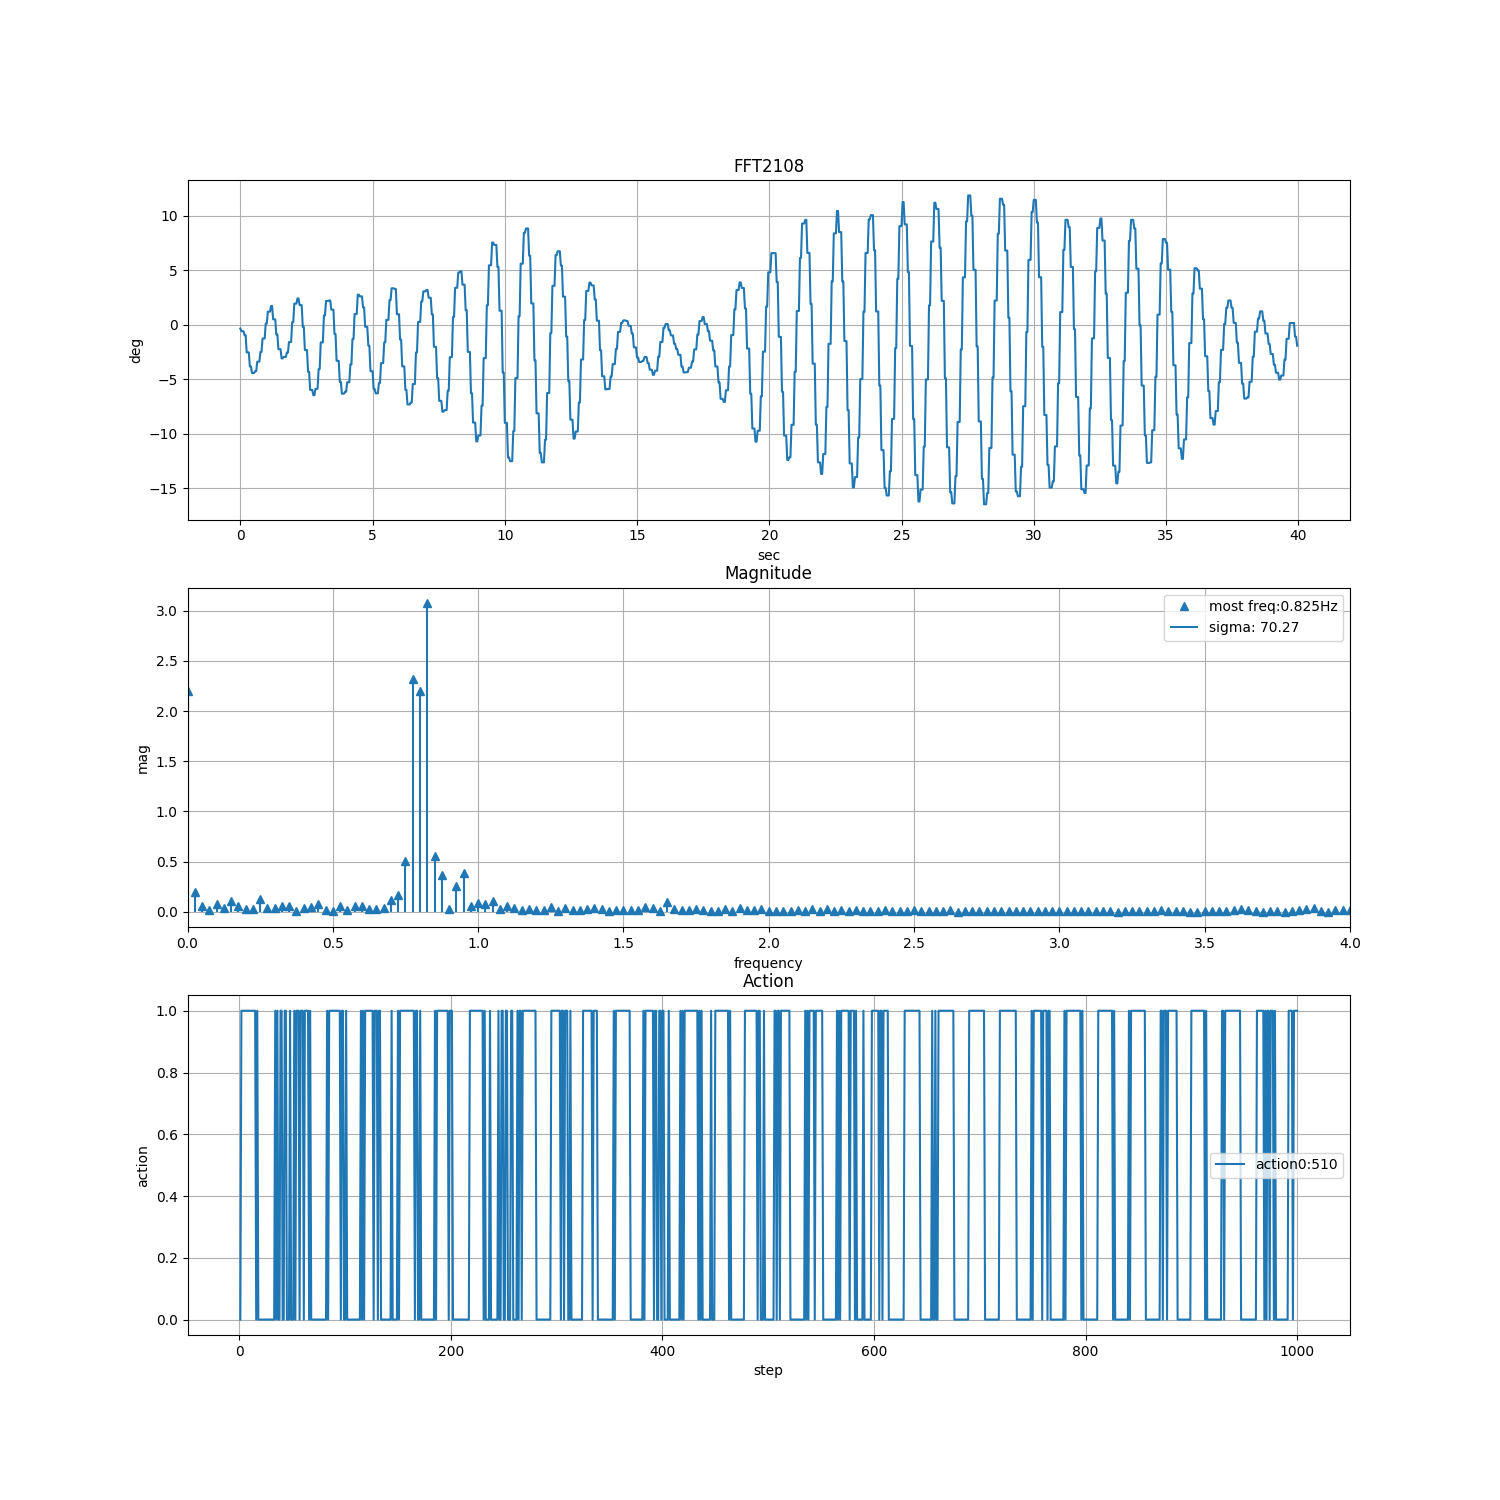 FFT2108
10
5
0
−5
−10
−15
deg
0 5 10 15 20 25 30 35 40
sec
Magnitude
most freq:0.825Hz
sigma: 70.27
3.0
2.5
2.0
1.5
1.0
0.5
0.0
mag
0.0 0.5 1.0 1.5 2.0 2.5 3.0 3.5 4.0
frequency
Action
1.0
0.8
0.6
0.4
0.2
0.0
action
action0:510
0 200 400 600 800 1000
step